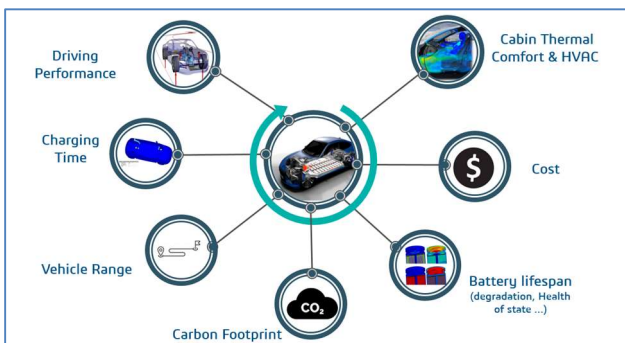 Driving
Performance
Cabin Thermal
Comfort & HVAC
Charging
Time
$
Cost
Vehicle Range
CO₂
Carbon Footprint
Battery lifespan
(degradation, Health
of state ...)